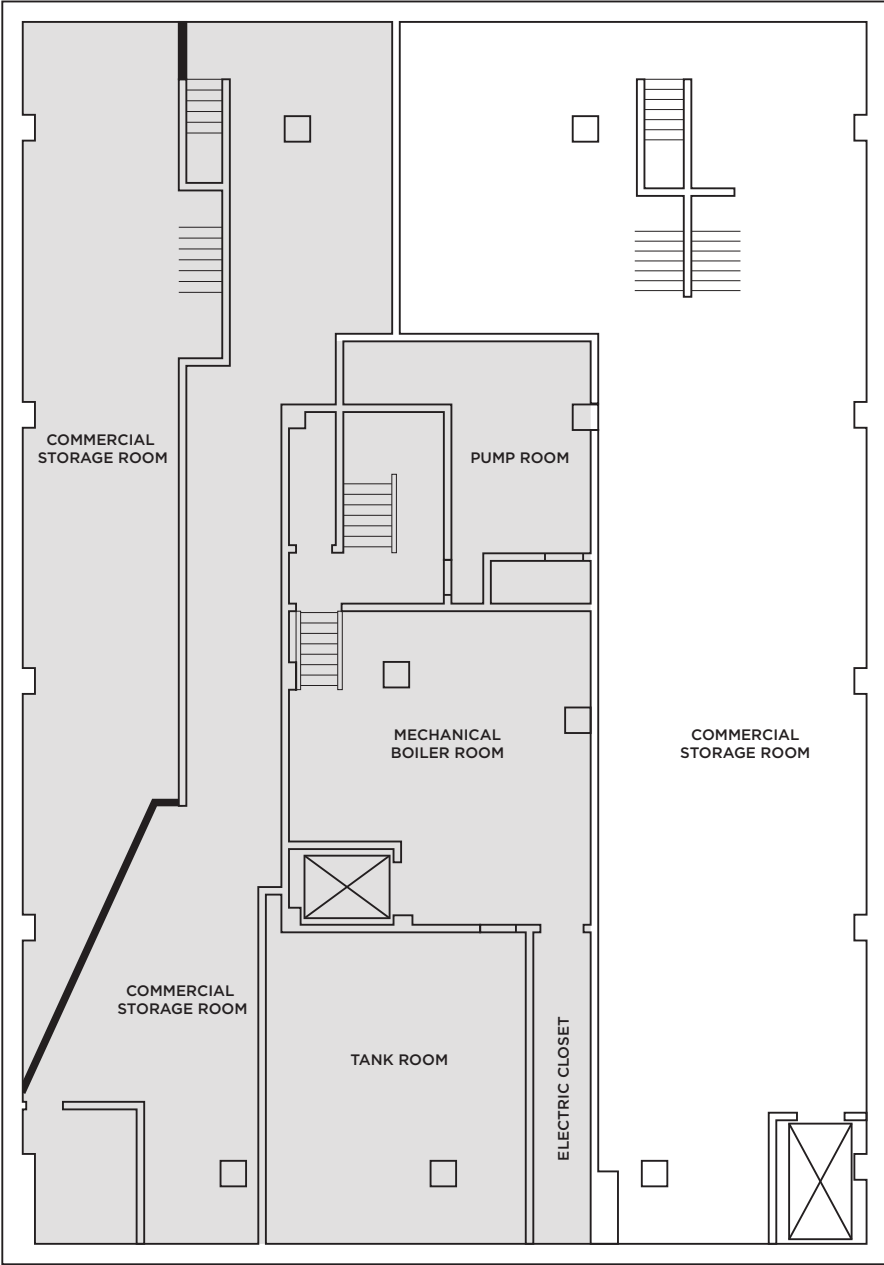 COMMERCIAL
STORAGE ROOM
PUMP ROOM
MECHANICAL
BOILER ROOM
COMMERCIAL
STORAGE ROOM
COMMERCIAL
STORAGE ROOM
TANK ROOM
ELECTRIC CLOSET